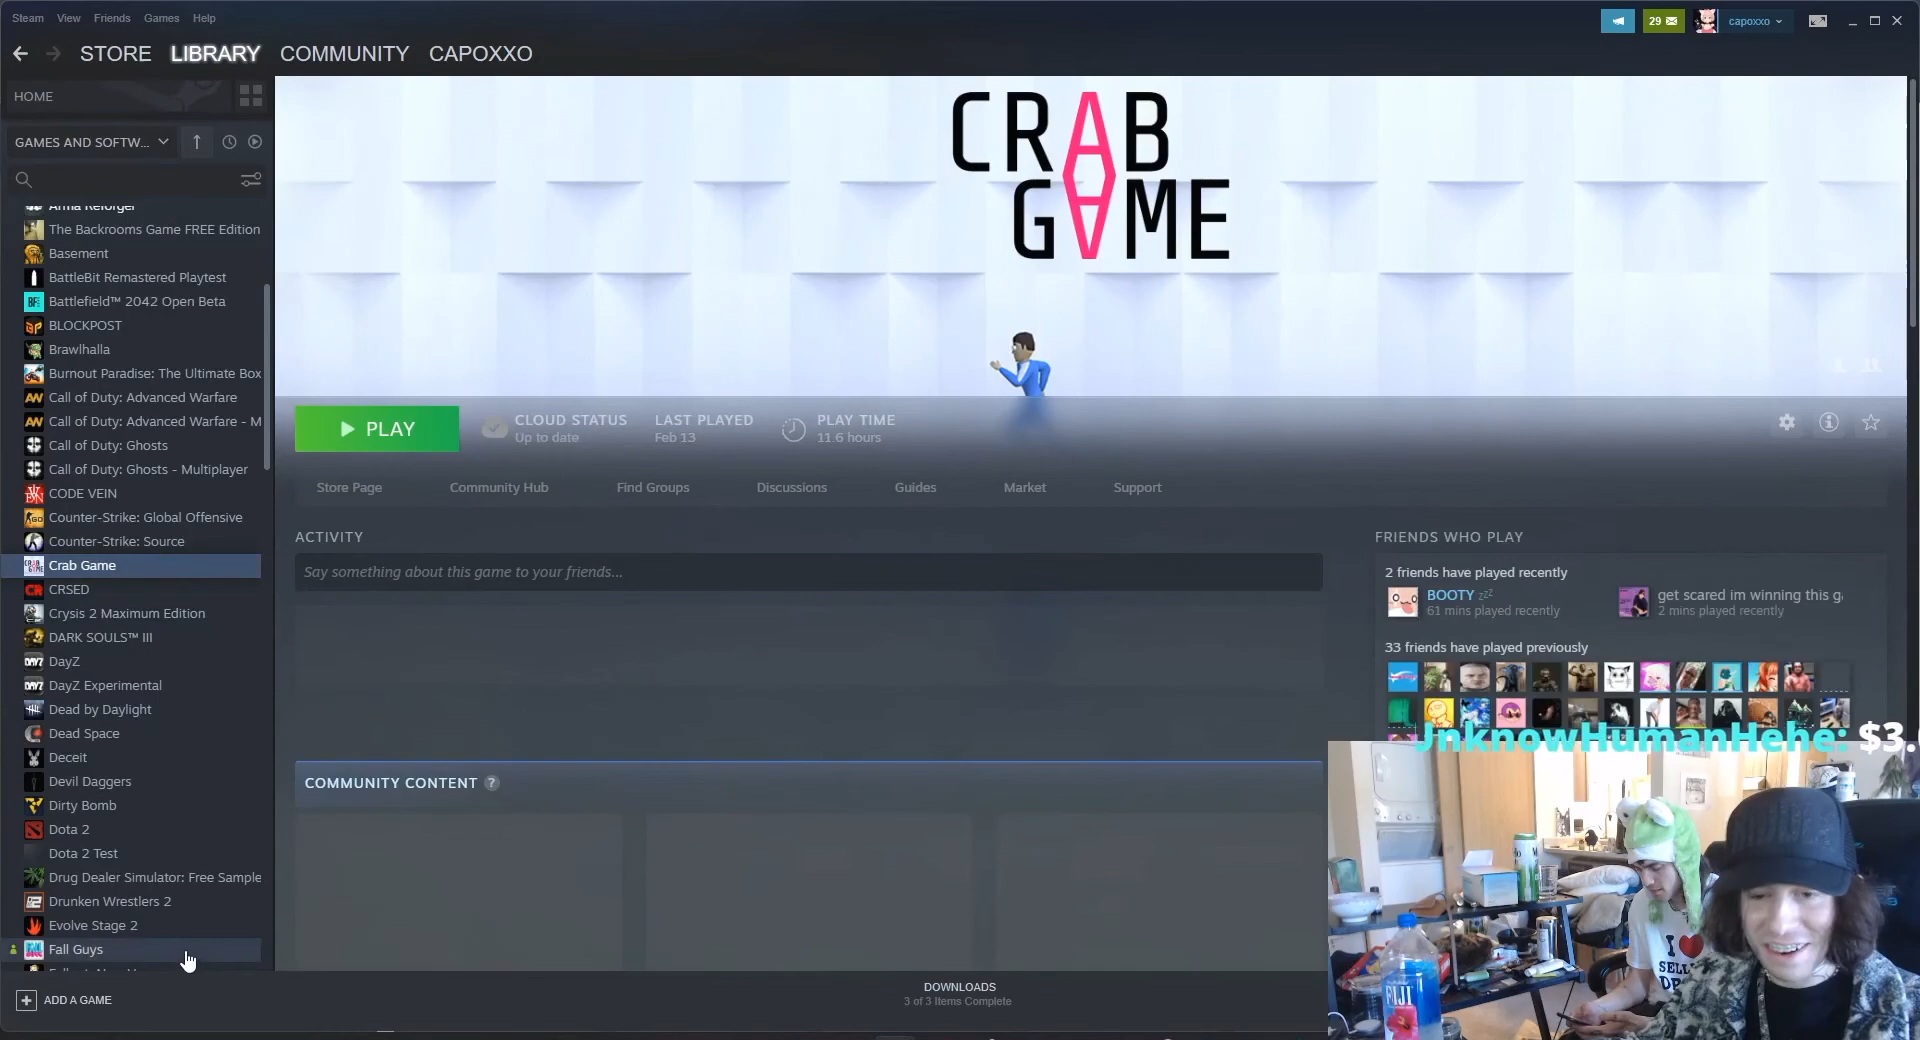 Steam View Friends Games Help
29
capoxxo
STORE LIBRARY COMMUNITY CAPOXXO
HOME
GAMES AND SOFTW...
Arma Reforger
The Backrooms Game FREE Edition
Basement
BattleBit Remastered Playtest
Battlefield™ 2042 Open Beta
BLOCKPOST
Brawlhalla
Burnout Paradise: The Ultimate Box
Call of Duty: Advanced Warfare
Call of Duty: Advanced Warfare - M
Call of Duty: Ghosts
Call of Duty: Ghosts - Multiplayer
CODE VEIN
Counter-Strike: Global Offensive
Counter-Strike: Source
Crab Game
CRSED
Crysis 2 Maximum Edition
DARK SOULS™ III
DayZ
DayZ Experimental
Dead by Daylight
Dead Space
Deceit
Devil Daggers
Dirty Bomb
Dota 2
Dota 2 Test
Drug Dealer Simulator: Free Sample
Drunken Wrestlers 2
Evolve Stage 2
Fall Guys
ADD A GAME
CRAB
GAME
PLAY
CLOUD STATUS
Up to date
LAST PLAYED
Feb 13
PLAY TIME
11.6 hours
Store Page Community Hub Find Groups Discussions Guides Market Support
ACTIVITY
Say something about this game to your friends...
COMMUNITY CONTENT ?
FRIENDS WHO PLAY
2 friends have played recently
BOOTY zzZ
61 mins played recently
get scared im winning this ga
2 mins played recently
33 friends have played previously
JnknowHumanHehe: $3.
DOWNLOADS
3 of 3 Items Complete
FIJI
I
SELL